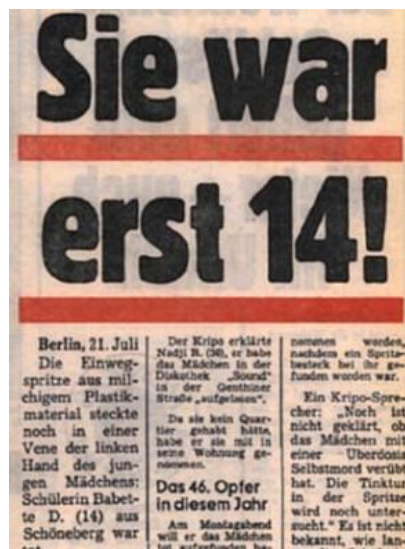 Sie war
erst 14!
Berlin, 21. Juli
Die Einweg-
spritze aus mil-
chigem Plastik-
material steckte
noch in einer
Vene der linken
Hand des jun-
gen Mädchens:
Schülerin Babet-
te D. (14) aus
Schöneberg war
tot.
Der Kripo erklärte
Nadji R. (30), er habe
das Mädchen in der
Diskothek „Sound"
in der Genthiner
Straße „aufgelesen".
Da sie kein Quar-
tier gehabt hätte,
habe er sie mit in
seine Wohnung ge-
nommen.
Das 46. Opfer
in diesem Jahr
Am Montagabend
will er das Mädchen
tot aufgefunden ha-
nommen worden,
nachdem ein Spritz-
besteck bei ihr ge-
funden worden war.
Ein Kripo-Spre-
cher: „Noch ist
nicht geklärt, ob
das Mädchen mit
einer Überdosis
Selbstmord verübt
hat. Die Tinktur
in der Spritze
wird noch unter-
sucht." Es ist nicht
bekannt, wie lan-